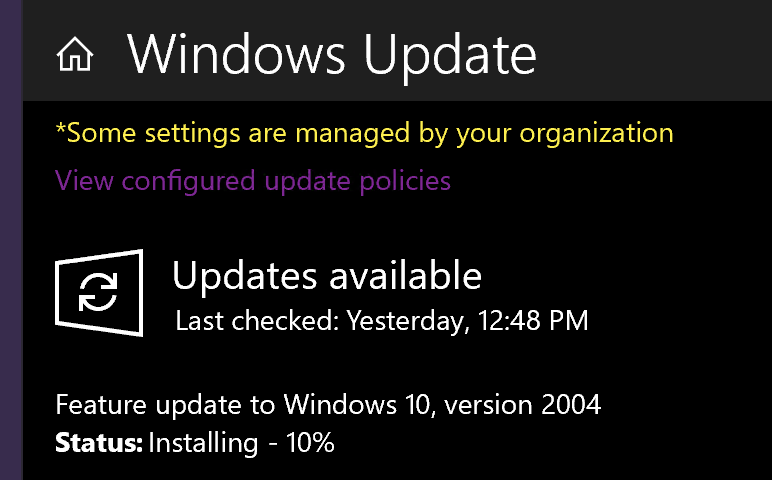 Windows Update
*Some settings are managed by your organization
View configured update policies
Updates available
Last checked: Yesterday, 12:48 PM
Feature update to Windows 10, version 2004
Status: Installing - 10%